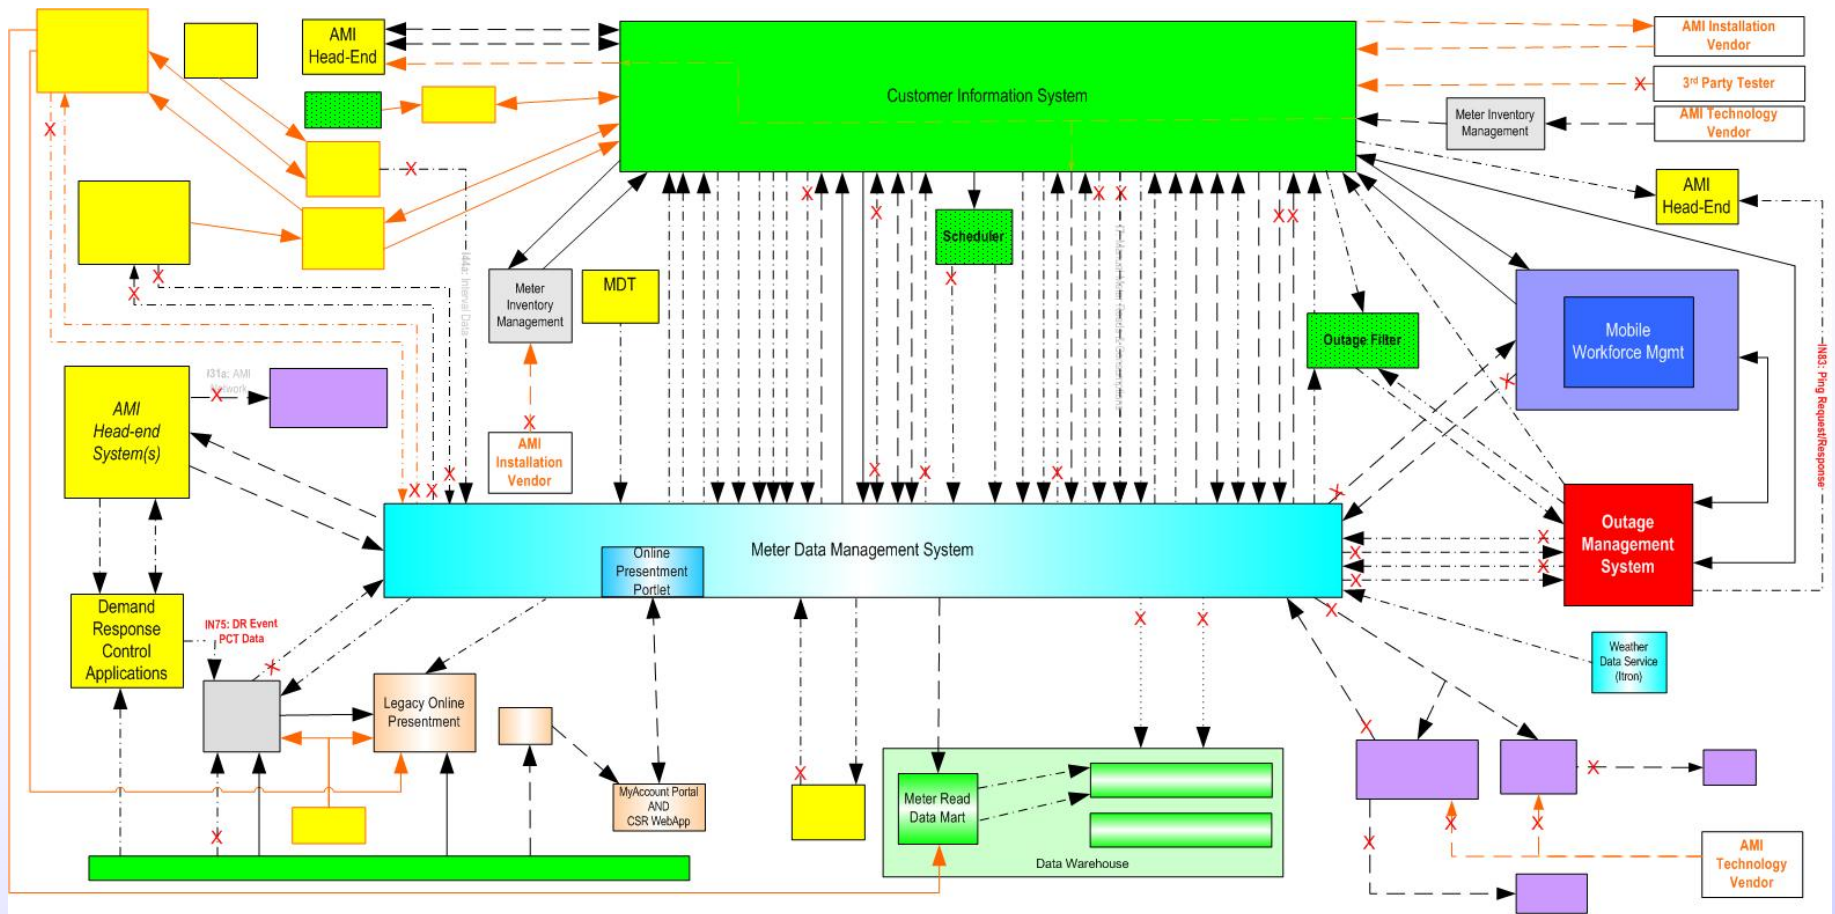 AMI
Head-End
Customer Information System
AMI Installation
Vendor
3rd Party Tester
AMI Technology
Vendor
Meter Inventory
Management
AMI
Head-End
Scheduler
MDT
Meter
Inventory
Management
I44a: Interval Data
Outage Filter
Mobile
Workforce Mgmt
IN83: Ping Request/Response
I31a: AMI
Network
AMI
Head-end
System(s)
AMI
Installation
Vendor
Outage
Management
System
Meter Data Management System
Online
Presentment
Portlet
Demand
Response
Control
Applications
IN75: DR Event
PCT Data
Weather
Data Service
(Itron)
Legacy Online
Presentment
MyAccount Portal
AND
CSR WebApp
Meter Read
Data Mart
Data Warehouse
AMI
Technology
Vendor